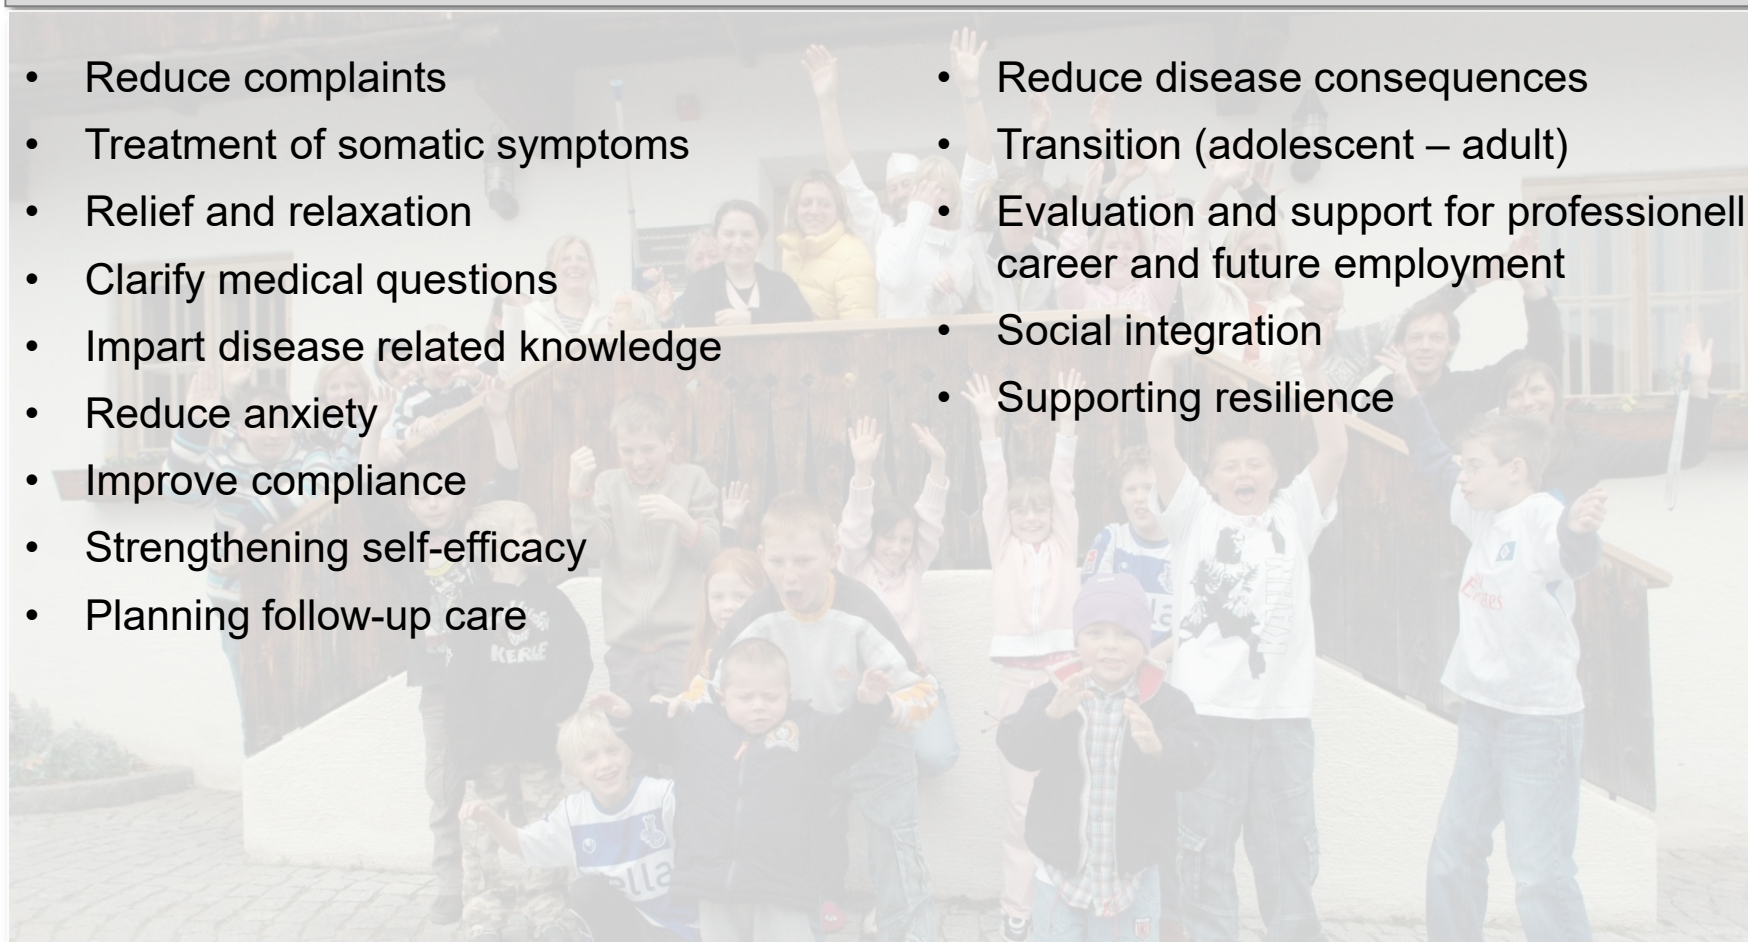 • Reduce complaints
• Treatment of somatic symptoms
• Relief and relaxation
• Clarify medical questions
• Impart disease related knowledge
• Reduce anxiety
• Improve compliance
• Strengthening self-efficacy
• Planning follow-up care
• Reduce disease consequences
• Transition (adolescent – adult)
• Evaluation and support for professionell
career and future employment
• Social integration
• Supporting resilience
KERLE